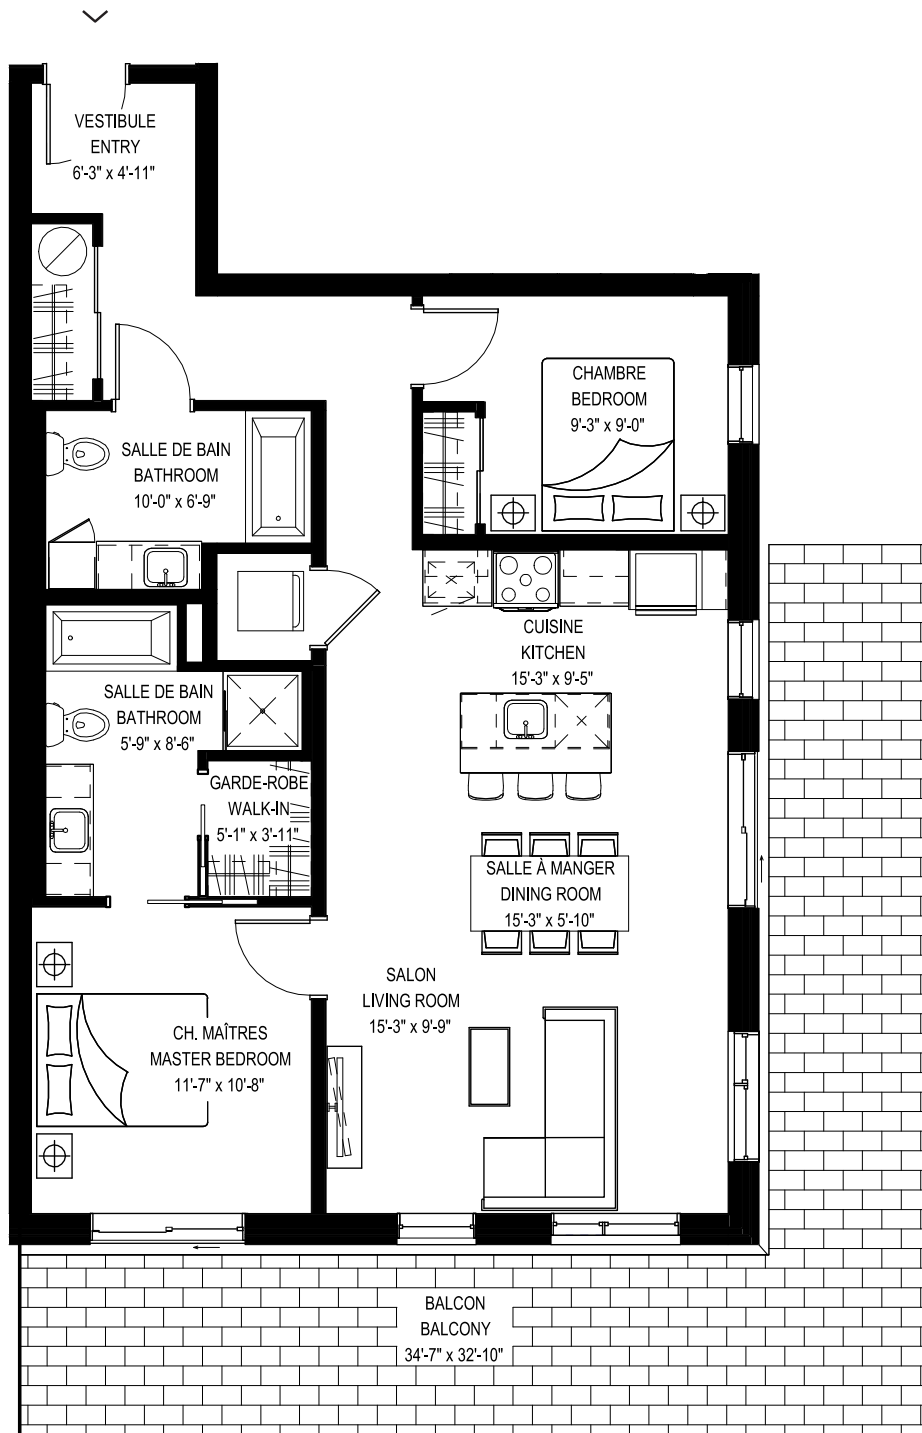 VESTIBULE
ENTRY
6'-3" x 4'-11"
CHAMBRE
BEDROOM
9'-3" x 9'-0"
SALLE DE BAIN
BATHROOM
10'-0" x 6'-9"
CUISINE
KITCHEN
15'-3" x 9'-5"
SALLE DE BAIN
BATHROOM
5'-9" x 8'-6"
GARDE-ROBE
WALK-IN
5'-1" x 3'-11"
SALLE À MANGER
DINING ROOM
15'-3" x 5'-10"
SALON
LIVING ROOM
15'-3" x 9'-9"
CH. MAÎTRES
MASTER BEDROOM
11'-7" x 10'-8"
BALCON
BALCONY
34'-7" x 32'-10"